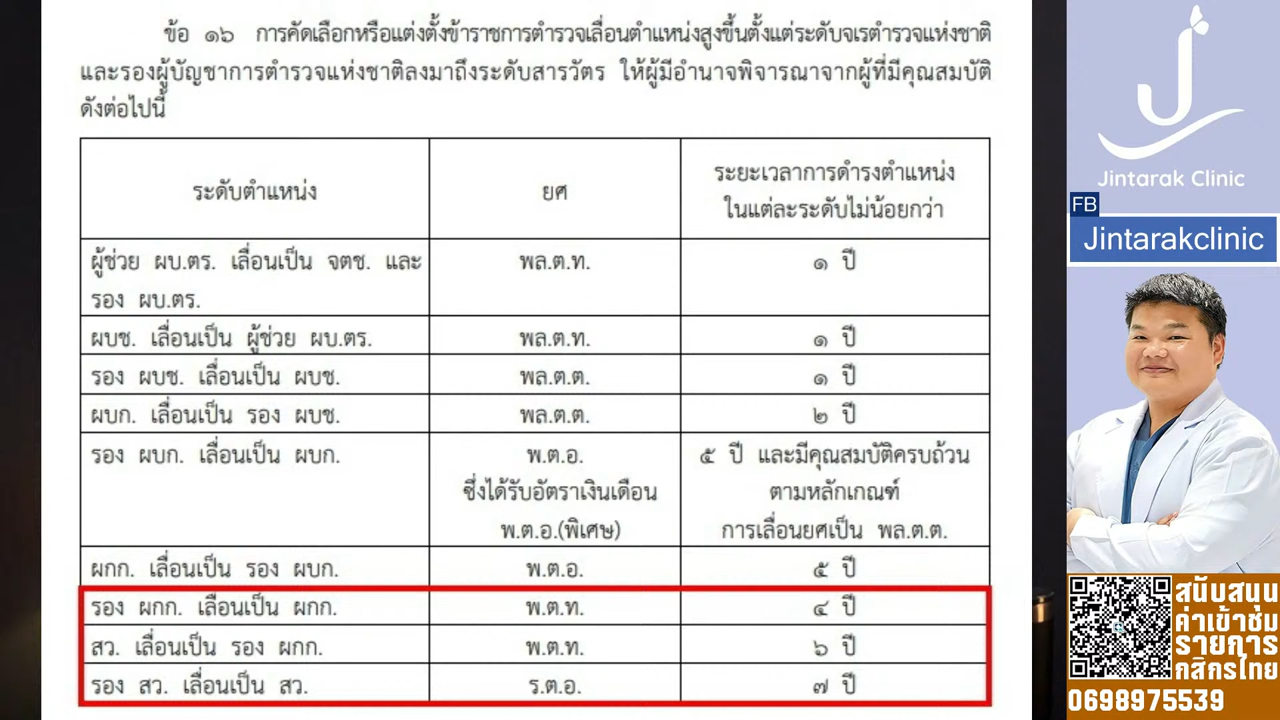 ข้อ ๑๖ การคัดเลือกหรือแต่งตั้งข้าราชการตำรวจเลื่อนตำแหน่งสูงขึ้นตั้งแต่ระดับจเรตำรวจแห่งชาติ
และรองผู้บัญชาการตำรวจแห่งชาติลงมาถึงระดับสารวัตร ให้ผู้มีอำนาจพิจารณาจากผู้ที่มีคุณสมบัติ
ดังต่อไปนี้
ระดับตำแหน่ง ยศ ระยะเวลาการดำรงตำแหน่ง
ในแต่ละระดับไม่น้อยกว่า
ผู้ช่วย ผบ.ตร. เลื่อนเป็น จตช. และ พล.ต.ท. ๑ ปี
รอง ผบ.ตร.
ผบช. เลื่อนเป็น ผู้ช่วย ผบ.ตร. พล.ต.ท. ๑ ปี
รอง ผบช. เลื่อนเป็น ผบช. พล.ต.ต. ๑ ปี
ผบก. เลื่อนเป็น รอง ผบช. พล.ต.ต. ๒ ปี
รอง ผบก. เลื่อนเป็น ผบก. พ.ต.อ. ๕ ปี และมีคุณสมบัติครบถ้วน
ซึ่งได้รับอัตราเงินเดือน ตามหลักเกณฑ์
พ.ต.อ.(พิเศษ) การเลื่อนยศเป็น พล.ต.ต.
ผกก. เลื่อนเป็น รอง ผบก. พ.ต.อ. ๕ ปี
รอง ผกก. เลื่อนเป็น ผกก. พ.ต.ท. ๔ ปี
สว. เลื่อนเป็น รอง ผกก. พ.ต.ท. ๖ ปี
รอง สว. เลื่อนเป็น สว. ร.ต.อ. ๗ ปี
J
Jintarak Clinic
FB
Jintarakclinic
สนับสนุน
ค่าเข้าชม
รายการ
กสิกรไทย
0698975539